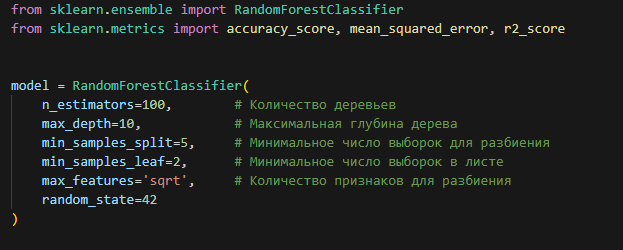 from sklearn.ensemble import RandomForestClassifier
from sklearn.metrics import accuracy_score, mean_squared_error, r2_score
model = RandomForestClassifier(
    n_estimators=100,        # Количество деревьев
    max_depth=10,            # Максимальная глубина дерева
    min_samples_split=5,     # Минимальное число выборок для разбиения
    min_samples_leaf=2,      # Минимальное число выборок в листе
    max_features='sqrt',     # Количество признаков для разбиения
    random_state=42
)